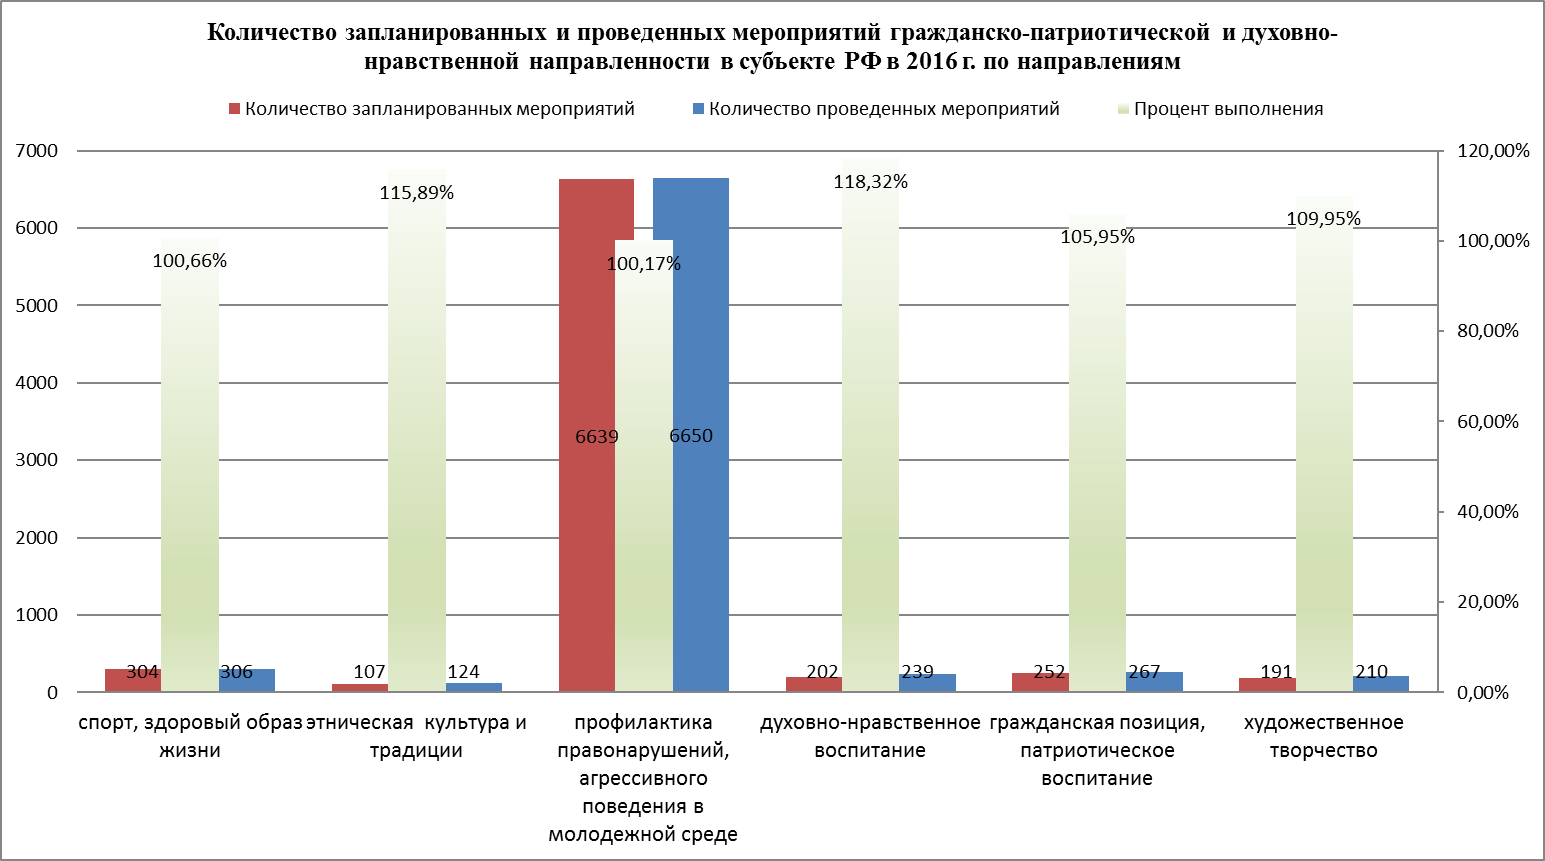 Количество запланированных и проведенных мероприятий гражданско-патриотической и духовно-
нравственной направленности в субъекте РФ в 2016 г. по направлениям
Количество запланированных мероприятий
Количество проведенных мероприятий
Процент выполнения
7000
6000
5000
4000
3000
2000
1000
0
120,00%
100,00%
80,00%
60,00%
40,00%
20,00%
0,00%
100,66%
115,89%
100,17%
118,32%
105,95%
109,95%
304
306
107
124
6639
6650
202
239
252
267
191
210
спорт, здоровый образ
жизни
этническая культура и
традиции
профилактика
правонарушений,
агрессивного
поведения в
молодежной среде
духовно-нравственное
воспитание
гражданская позиция,
патриотическое
воспитание
художественное
творчество